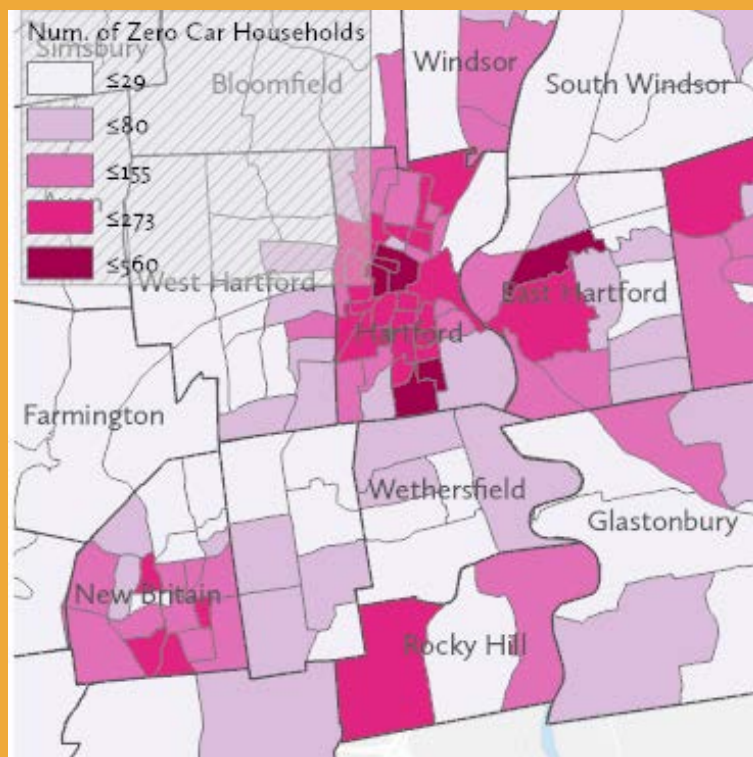 Num. of Zero Car Households
Simsbury
≤29
Bloomfield
Windsor
South Windsor
≤80
≤155
Avon
≤273
≤560
West Hartford
East Hartford
Hartford
Farmington
Wethersfield
Glastonbury
New Britain
Rocky Hill